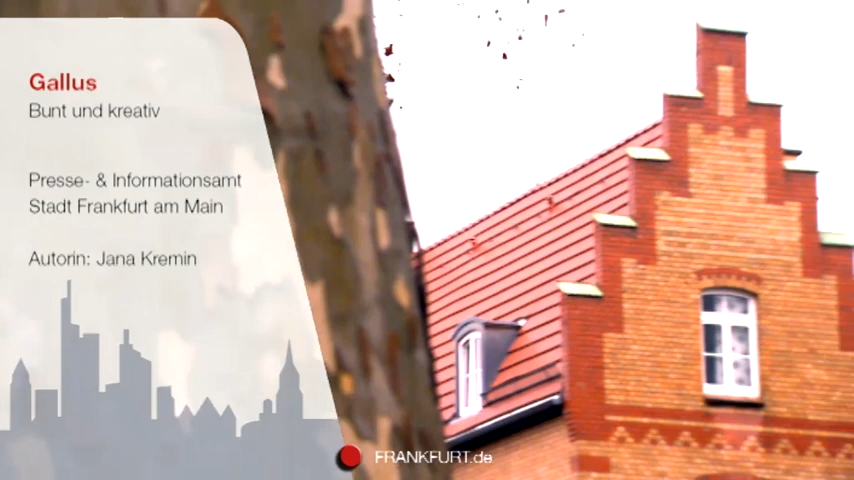 Gallus
Bunt und kreativ
Presse- & Informationsamt
Stadt Frankfurt am Main
Autorin: Jana Kremin
FRANKFURT.de